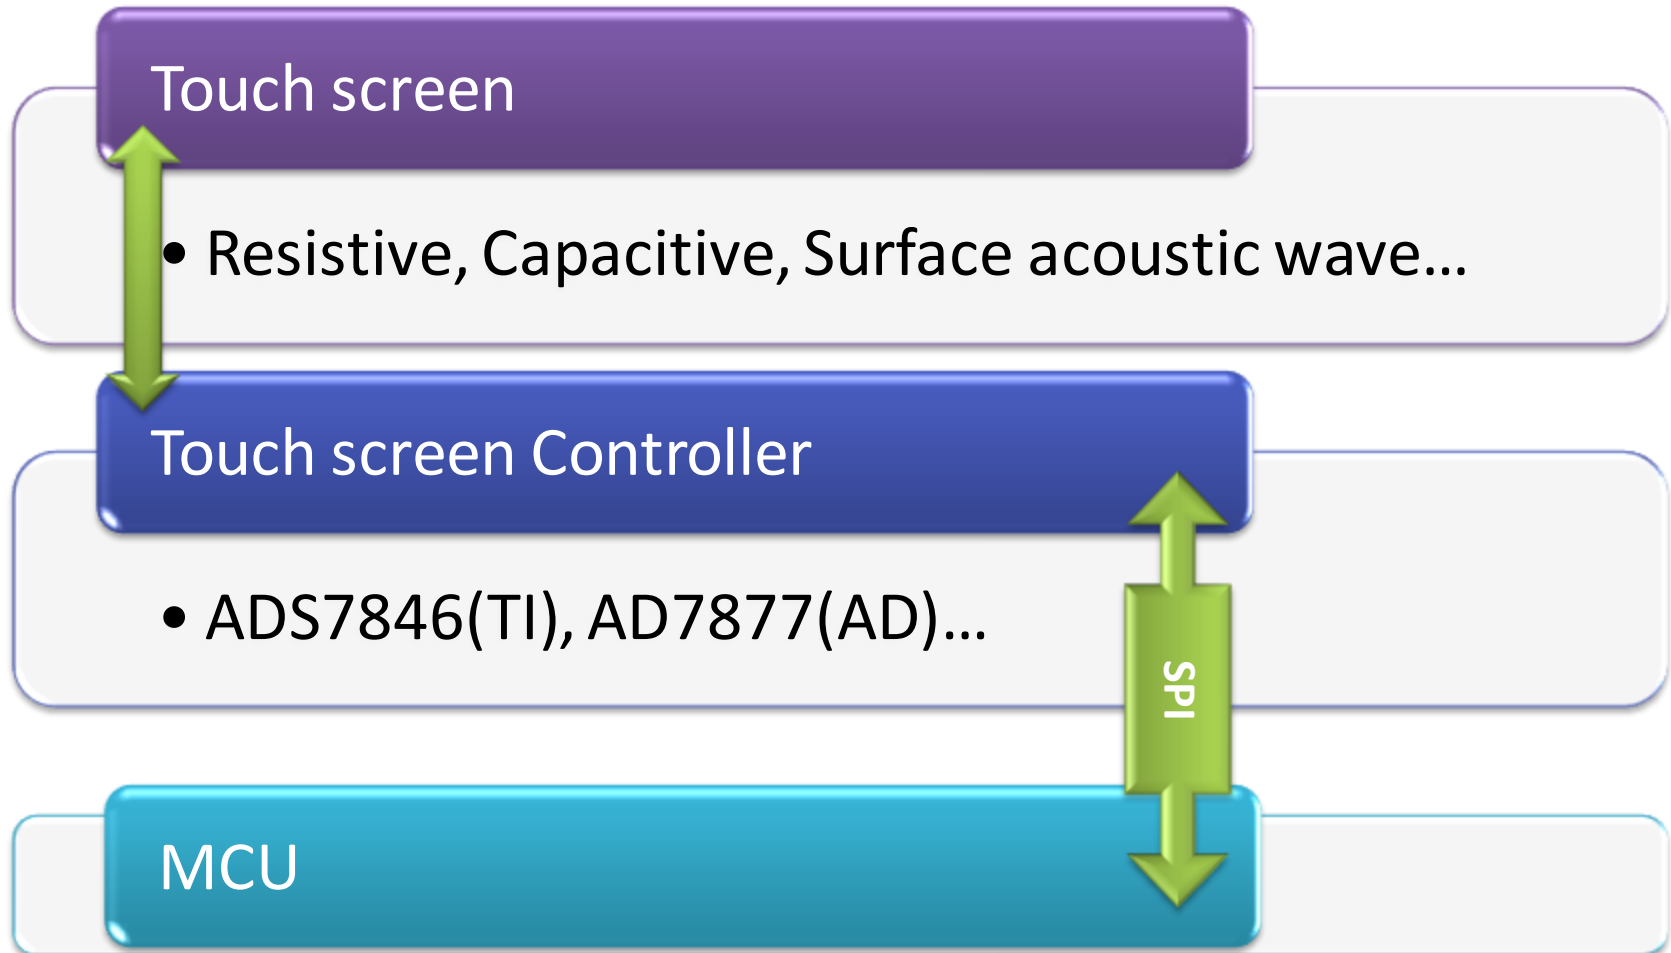 Touch screen
• Resistive, Capacitive, Surface acoustic wave...
Touch screen Controller
• ADS7846(TI), AD7877(AD)...
SPI
MCU